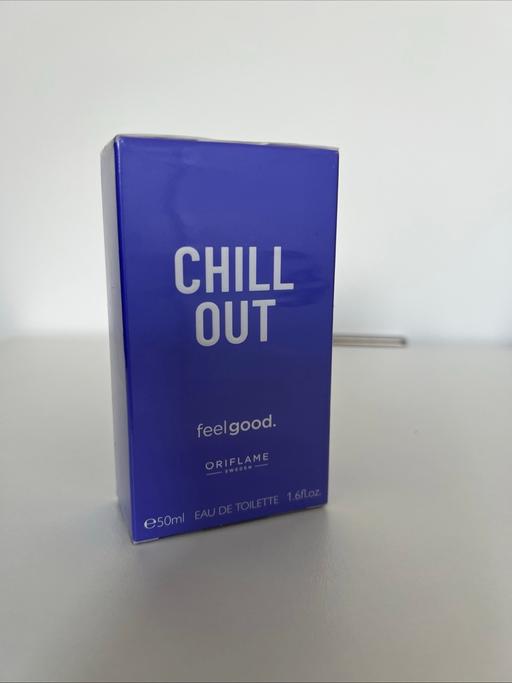 CHILL
OUT
feelgood.
ORIFLAME
SWEDEN
℮50ml EAU DE TOILETTE 1.6fl.oz.